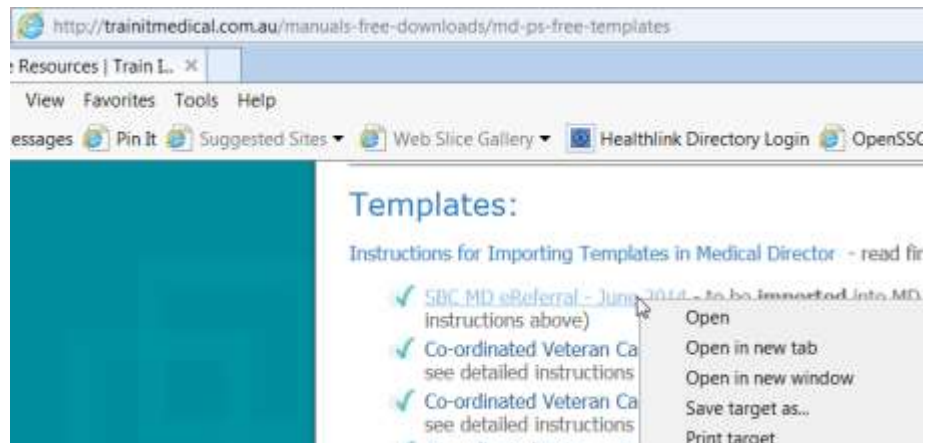 http://trainitmedical.com.au/manuals-free-downloads/md-ps-free-templates
Resources | Train I...
View Favorites Tools Help
essages Pin It Suggested Sites Web Slice Gallery Healthlink Directory Login OpenSSO
Templates:
Instructions for Importing Templates in Medical Director - read fir
SBC MD eReferral - June 2014 - to be imported into MD
instructions above)
Open
Co-ordinated Veteran Ca
Open in new tab
see detailed instructions
Open in new window
Co-ordinated Veteran Ca
Save target as...
see detailed instructions
Print target